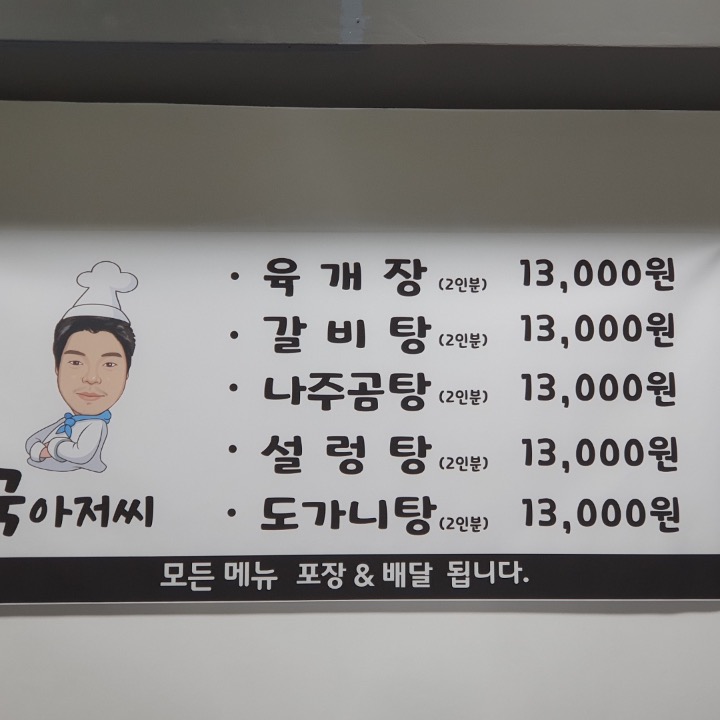 · 육개장 (2인분) 13,000원
· 갈비탕 (2인분) 13,000원
· 나주곰탕 (2인분) 13,000원
· 설렁탕 (2인분) 13,000원
· 도가니탕 (2인분) 13,000원
국아저씨
모든 메뉴 포장 & 배달 됩니다.